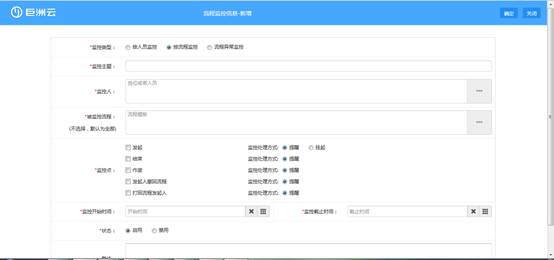 巨洲云 流程监控信息-新增 确定 关闭
*监控类型： 按人员监控 按流程监控 流程异常监控
*监控主题：
*监控人： 岗位或者人员
*被监控流程： 流程模板
(不选择，默认为全部)
发起 监控处理方式: 提醒 挂起
结束 监控处理方式: 提醒
作废 监控处理方式: 提醒
*监控点：
发起人撤回流程 监控处理方式: 提醒
打回流程发起人 监控处理方式: 提醒
*监控开始时间： 开始时间 *监控截止时间： 截止时间
*状态： 启用 禁用